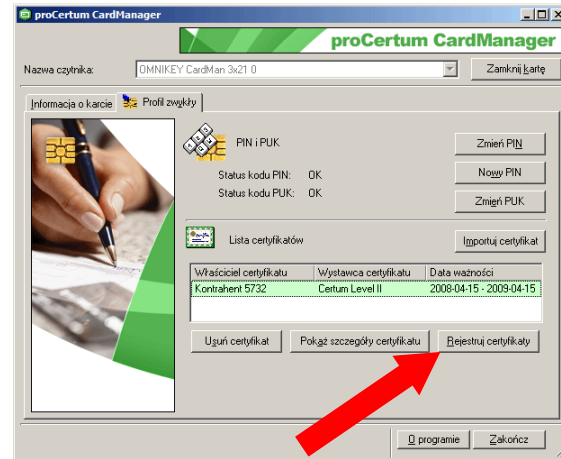 proCertum CardManager
proCertum CardManager
Nazwa czytnika: OMNIKEY CardMan 3x21 0 Zamknij kartę
Informacja o karcie Profil zwykły
PIN i PUK Zmień PIN
Status kodu PIN: OK Nowy PIN
Status kodu PUK: OK Zmień PUK
Lista certyfikatów Importuj certyfikat
Właściciel certyfikatu Wystawca certyfikatu Data ważności
Kontrahent 5732 Certum Level II 2008-04-15 - 2009-04-15
Usuń certyfikat Pokaż szczegóły certyfikatu Rejestruj certyfikaty
O programie Zakończ